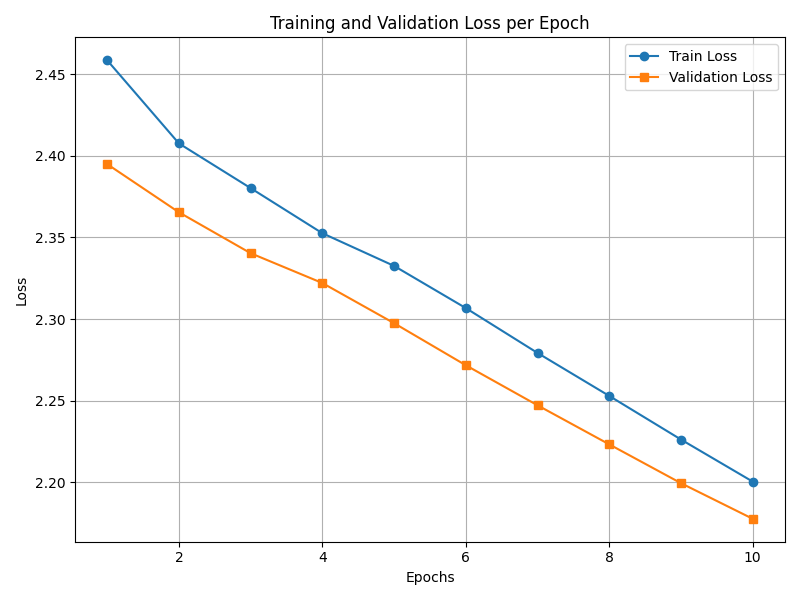 Training and Validation Loss per Epoch
Train Loss
Validation Loss
2.45
2.40
2.35
2.30
2.25
2.20
Loss
2
4
6
8
10
Epochs